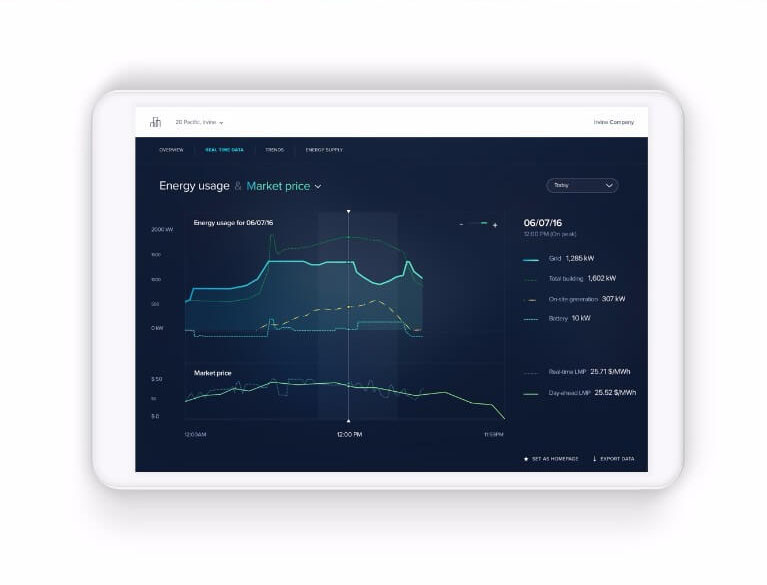 20 Pacific, Irvine
Irvine Company
OVERVIEW REAL TIME DATA TRENDS ENERGY SUPPLY
Energy usage & Market price
Today
Energy usage for 06/07/16
- +
06/07/16
12:00 PM (On peak)
2000 kW
1500
1000
500
0 kW
Grid 1,285 kW
Total building 1,602 kW
On-site generation 307 kW
Battery 10 kW
Market price
$ 50
$ 0
Real-time LMP 25.71 $/MWh
Day-ahead LMP 25.52 $/MWh
12:00AM 12:00 PM 11:59PM
SET AS HOMEPAGE EXPORT DATA